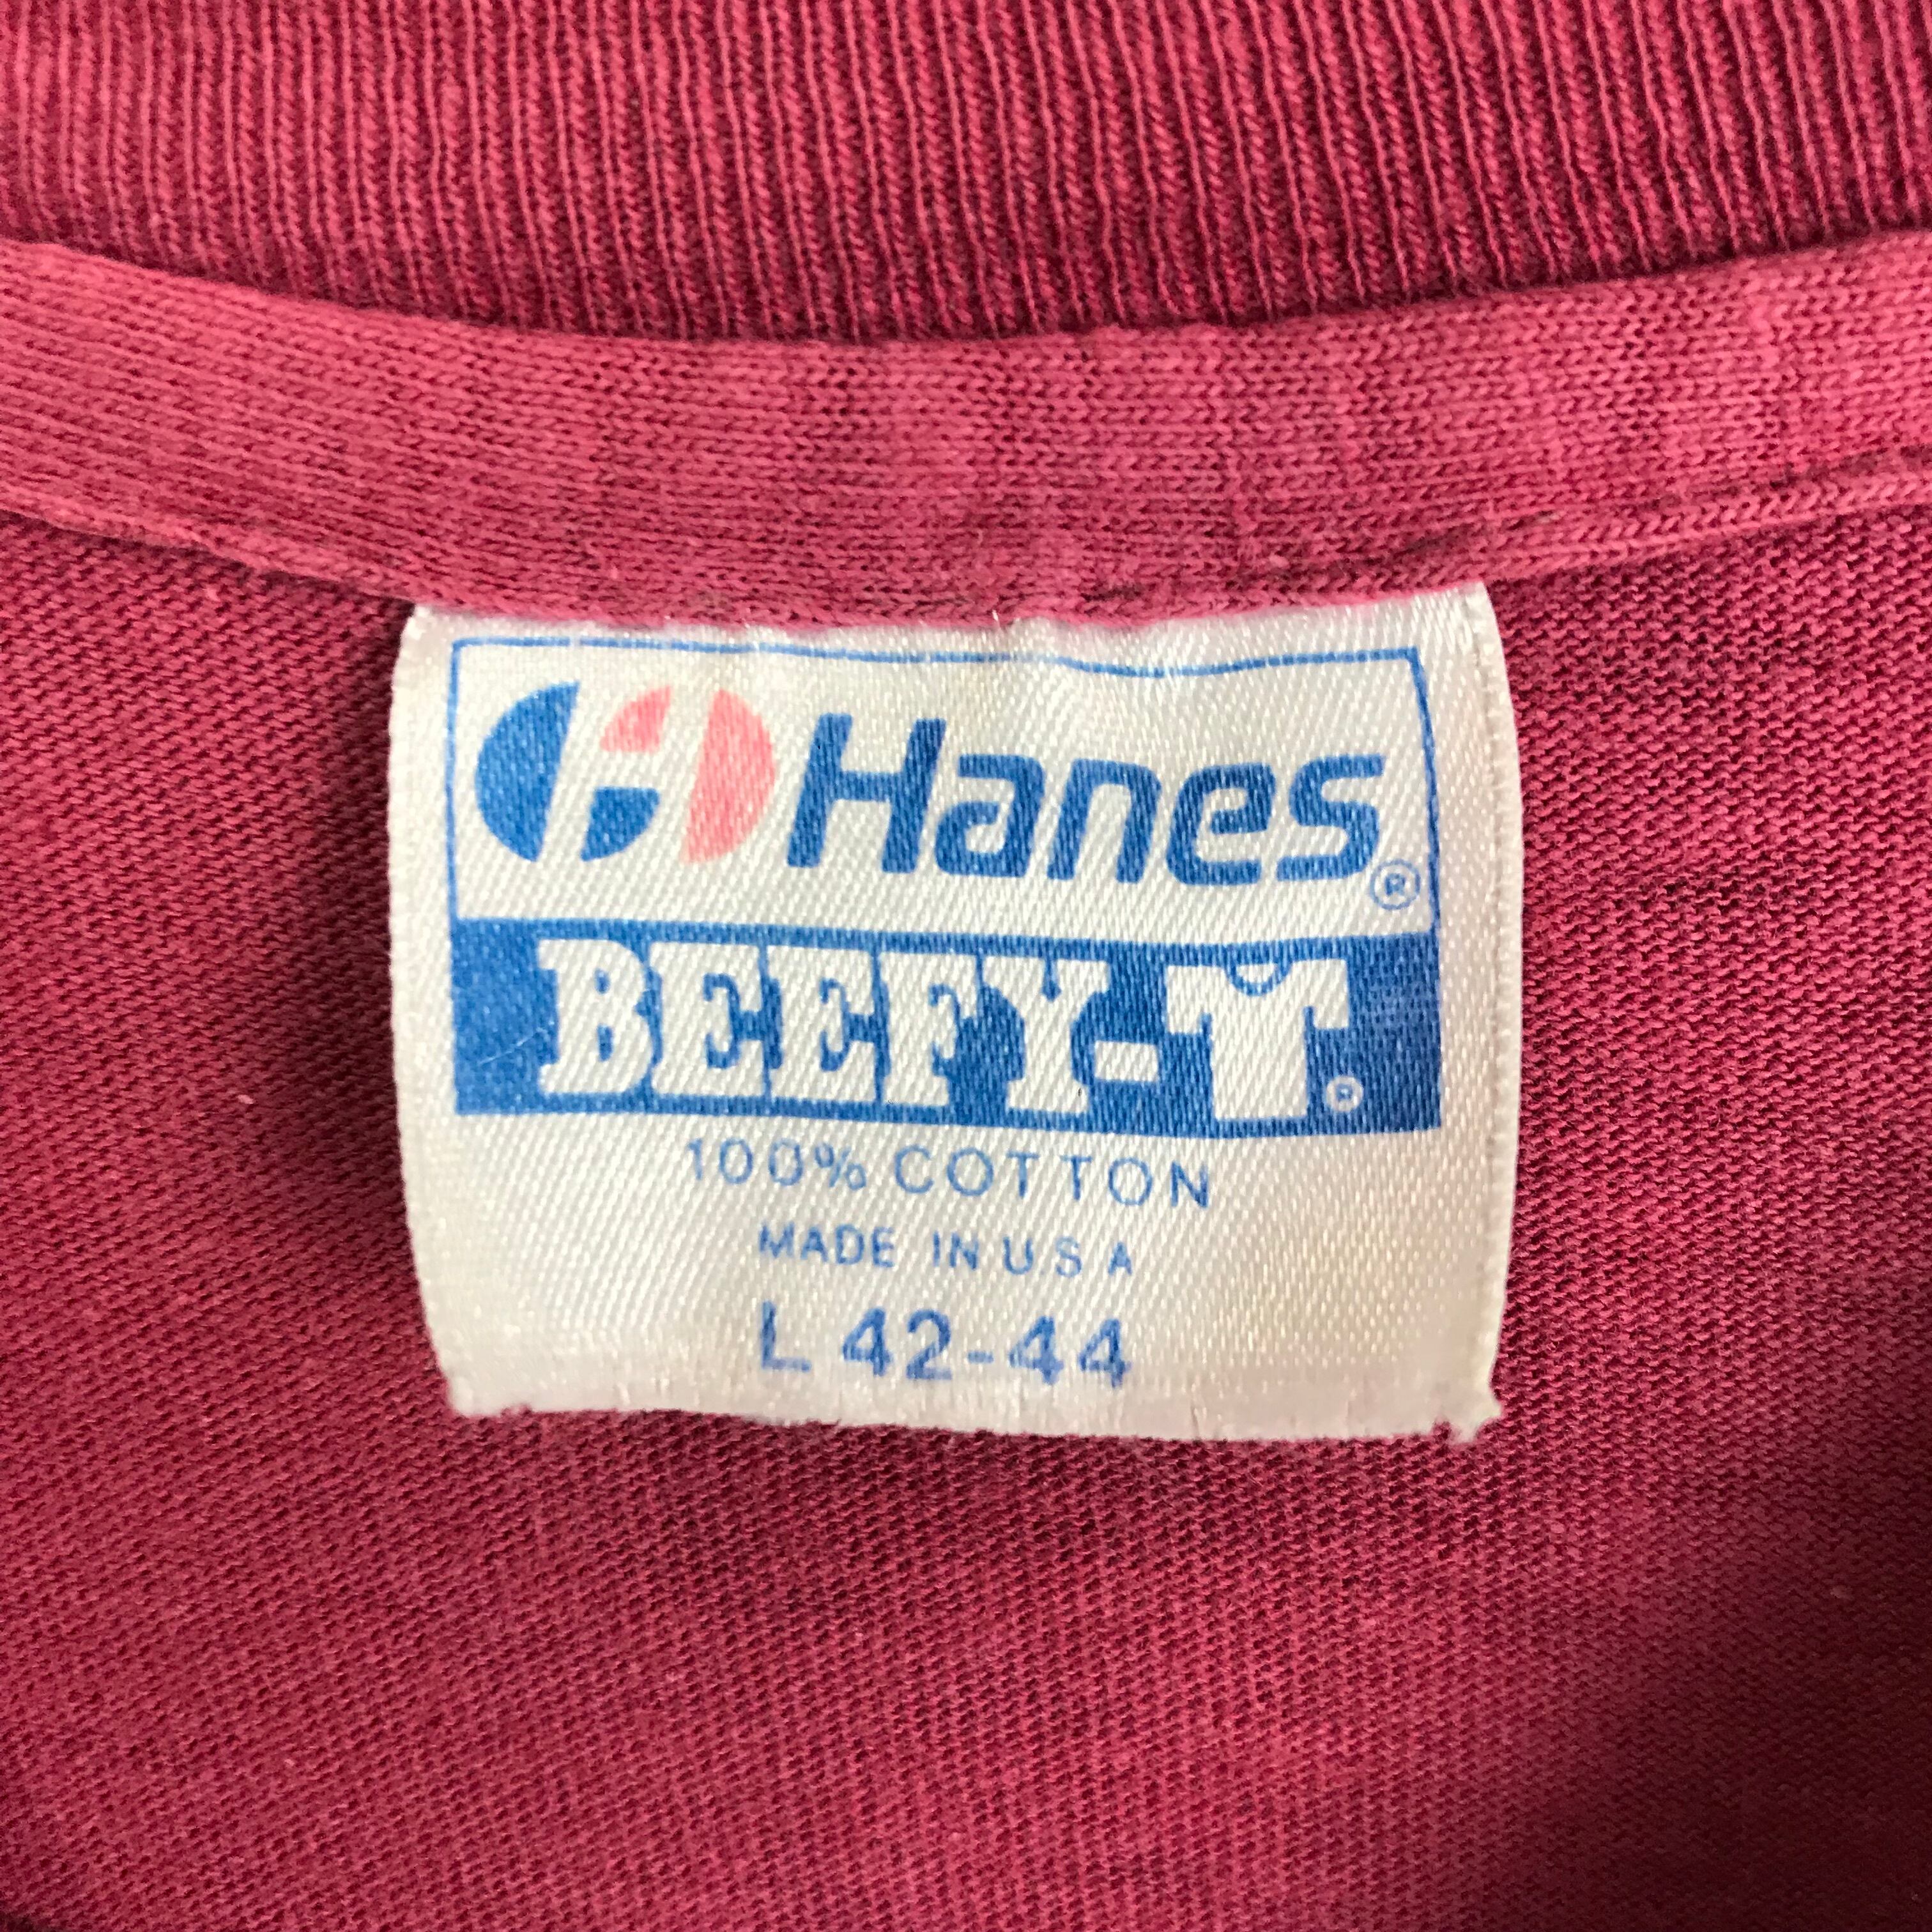 Hanes®
BEEFY-T®
100% COTTON
MADE IN U.S A
L 42-44